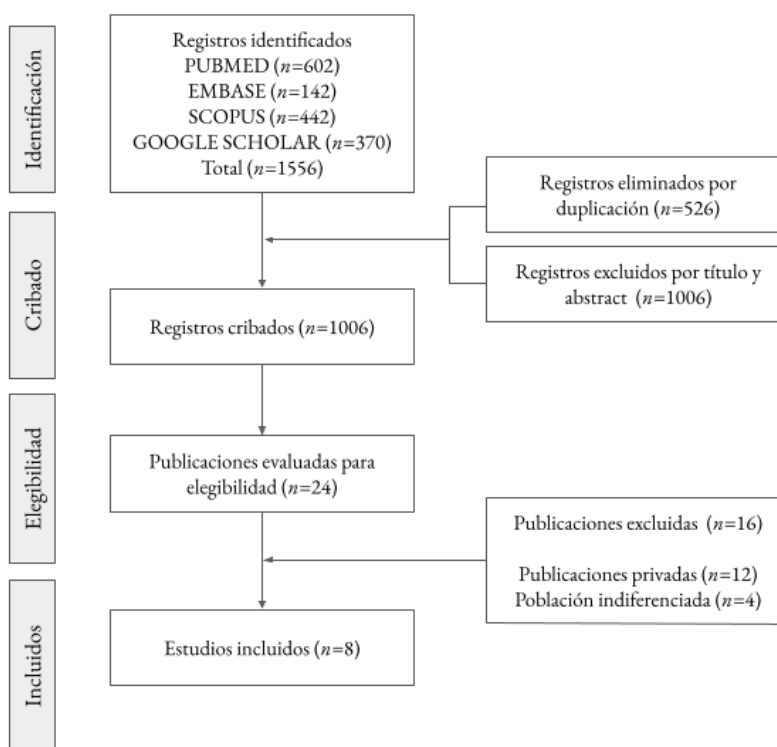 Identificación
Registros identificados
PUBMED (n=602)
EMBASE (n=142)
SCOPUS (n=442)
GOOGLE SCHOLAR (n=370)
Total (n=1556)
Registros eliminados por
duplicación (n=526)
Cribado
Registros excluidos por título y
abstract (n=1006)
Registros cribados (n=1006)
Elegibilidad
Publicaciones evaluadas para
elegibilidad (n=24)
Publicaciones excluidas (n=16)
Publicaciones privadas (n=12)
Población indiferenciada (n=4)
Incluidos
Estudios incluidos (n=8)